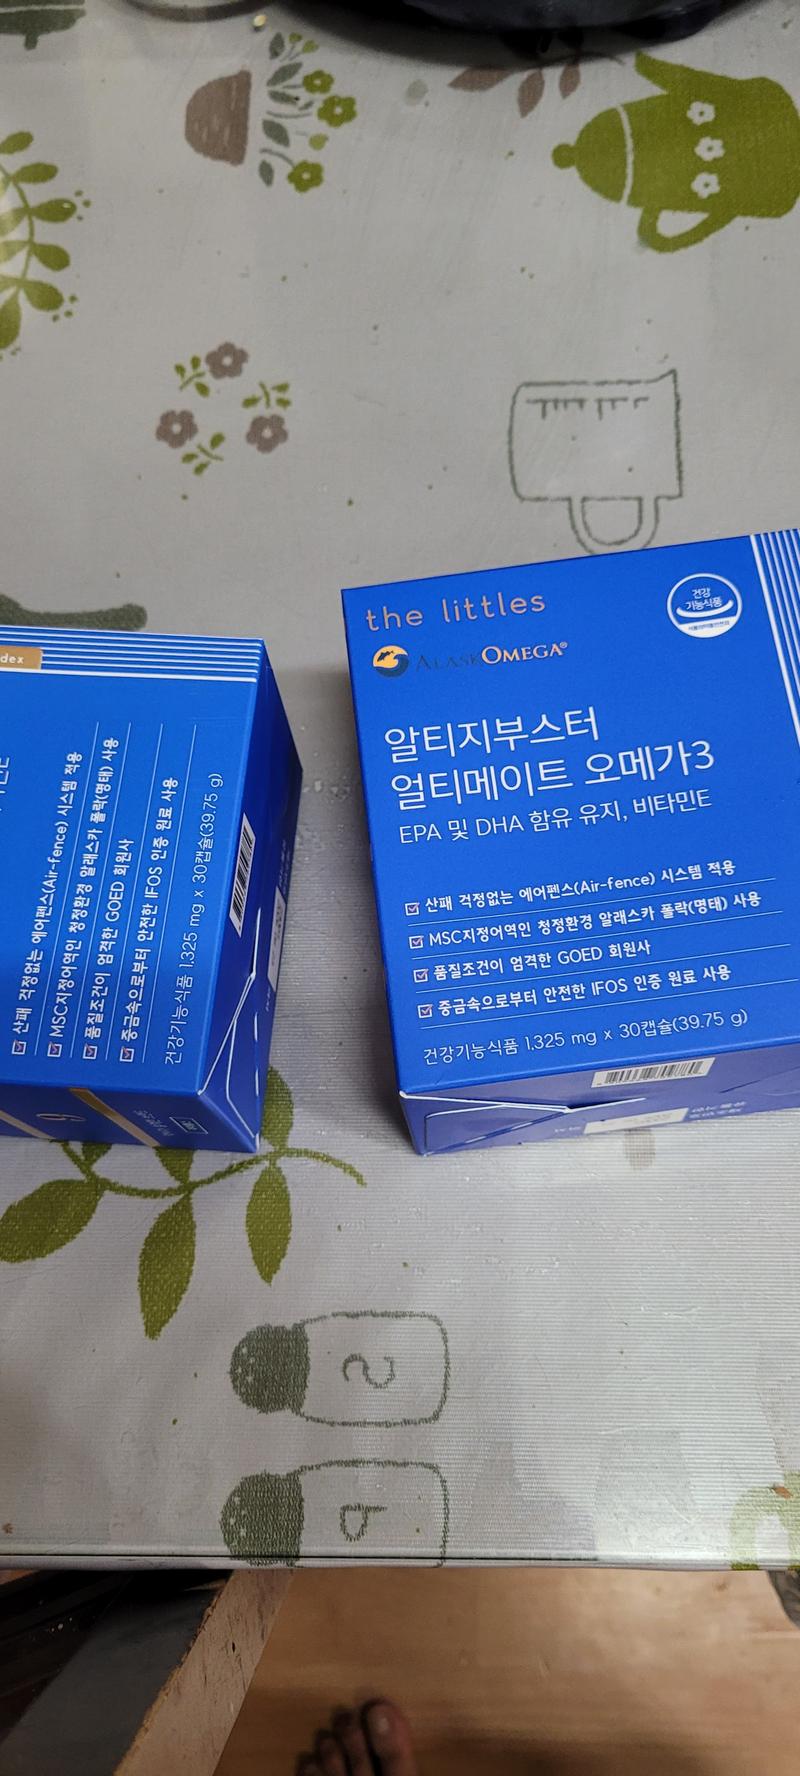 the littles
건강
기능식품
식품의약품안전처
ALASKOMEGA®
알티지부스터
얼티메이트 오메가3
EPA 및 DHA 함유 유지, 비타민E
산패 걱정없는 에어펜스(Air-fence) 시스템 적용
MSC지정어역인 청정환경 알래스카 폴락(명태) 사용
품질조건이 엄격한 GOED 회원사
중금속으로부터 안전한 IFOS 인증 원료 사용
건강기능식품 1,325 mg x 30캡슐(39.75 g)
dex
산패 걱정없는 에어펜스(Air-fence) 시스템 적용
MSC지정어역인 청정환경 알래스카 폴락(명태) 사용
품질조건이 엄격한 GOED 회원사
중금속으로부터 안전한 IFOS 인증 원료 사용
건강기능식품 1,325 mg x 30캡슐(39.75 g)
S
P